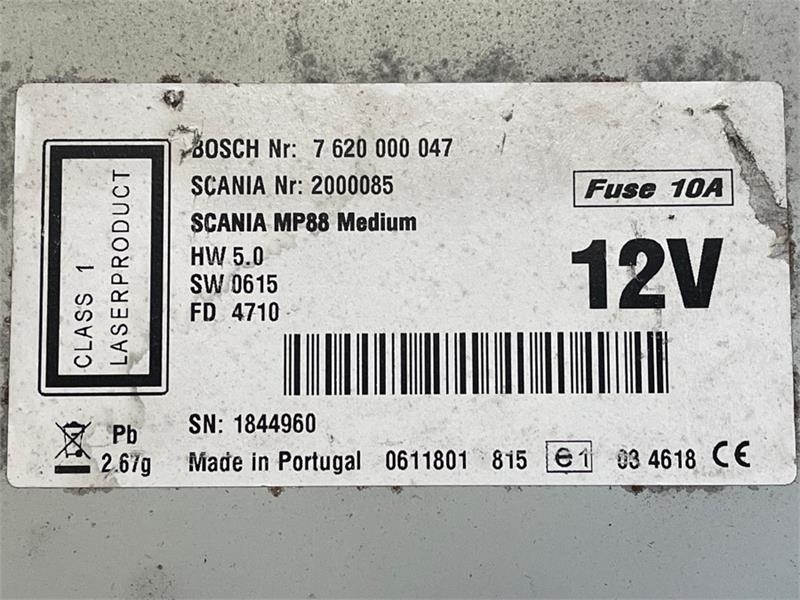 BOSCH Nr: 7 620 000 047
SCANIA Nr: 2000085
SCANIA MP88 Medium
HW 5.0
SW 0615
FD 4710
Fuse 10A
12V
CLASS 1
LASERPRODUCT
SN: 1844960
Pb
2.67g
Made in Portugal 0611801 815 e1 03 4618 CE